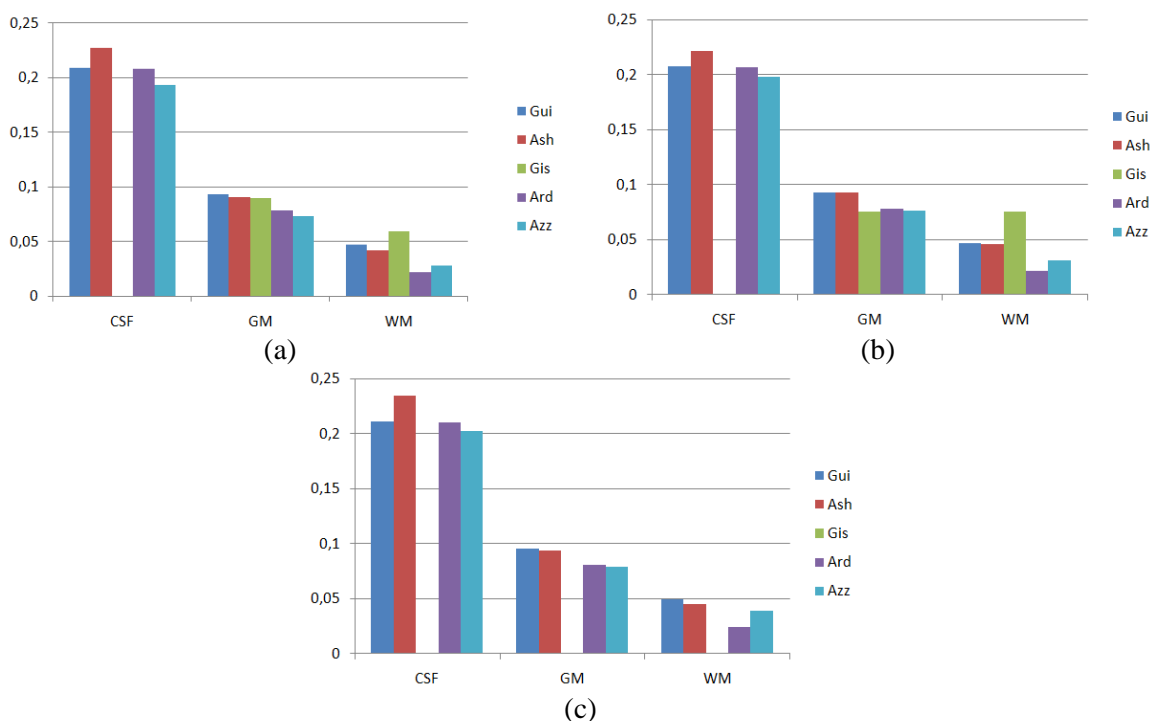 0,25
0,2
0,15
0,1
0,05
0
CSF GM WM
Gui
Ash
Gis
Ard
Azz
(a)
0,25
0,2
0,15
0,1
0,05
0
CSF GM WM
Gui
Ash
Gis
Ard
Azz
(b)
0,25
0,2
0,15
0,1
0,05
0
CSF GM WM
Gui
Ash
Gis
Ard
Azz
(c)